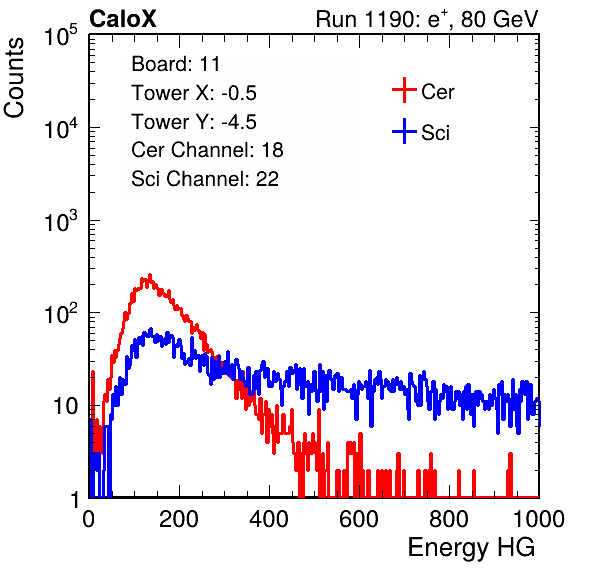 CaloX Run 1190: e⁺, 80 GeV
Counts
Board: 11
Tower X: -0.5
Tower Y: -4.5
Cer Channel: 18
Sci Channel: 22
Cer
Sci
10⁵
10⁴
10³
10²
10
1
0 200 400 600 800 1000
Energy HG